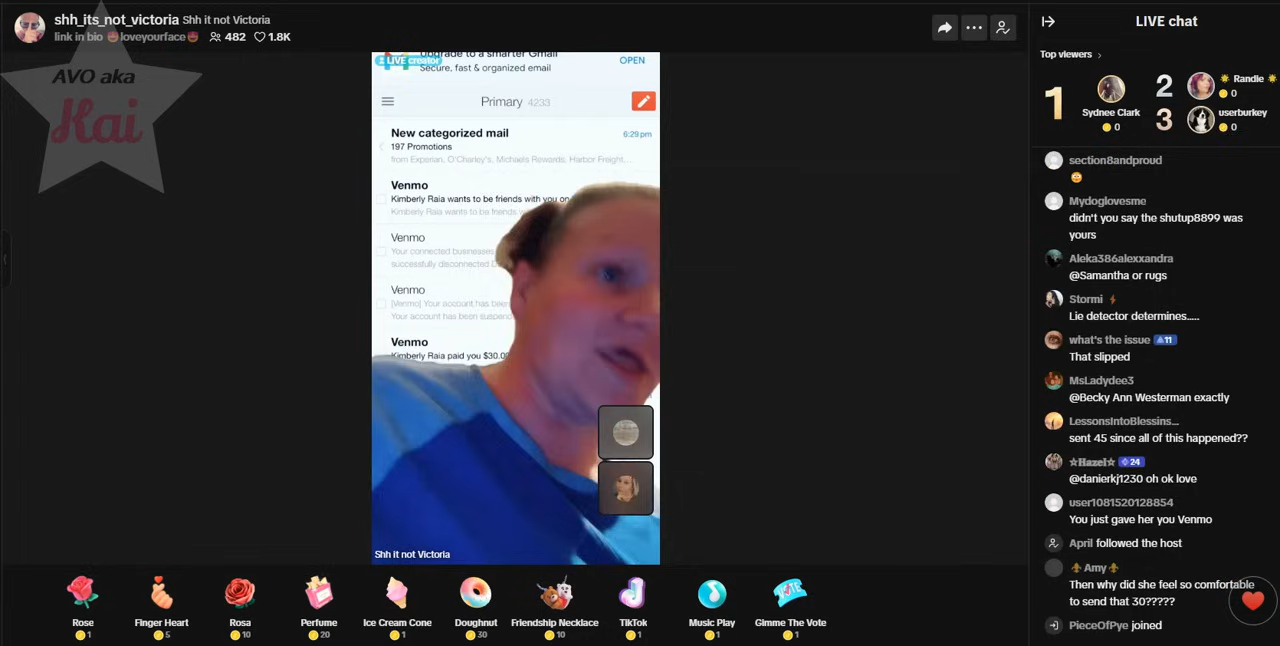 shh_its_not_victoria Shh it not Victoria
link in bio 😍loveyourface😍 482 1.8K
AVO aka
Kai
LIVE creator
Upgrade to a smarter Gmail
Secure, fast & organized email
OPEN
Primary 4233
New categorized mail 6:29 pm
197 Promotions
from Experian, O'Charley's, Michaels Rewards, Harbor Freight...
Venmo
Kimberly Raia wants to be friends with you on
Kimberly Raia wants to be friends
Venmo
Your connected businesses
successfully disconnected
Venmo
[Venmo] Your account has been
Your account has been suspend
Venmo
Kimberly Raia paid you $30.00
Shh it not Victoria
Rose
1
Finger Heart
5
Rosa
10
Perfume
20
Ice Cream Cone
1
Doughnut
30
Friendship Necklace
10
TikTok
1
Music Play
1
Gimme The Vote
1
LIVE chat
Top viewers >
1
Sydnee Clark
0
2
Randie
0
3
userburkey
0
section8andproud
Mydoglovesme
didn't you say the shutup8899 was
yours
Aleka386alexxandra
@Samantha or rugs
Stormi
Lie detector determines.....
what's the issue 11
That slipped
MsLadydee3
@Becky Ann Westerman exactly
LessonsIntoBlessins...
sent 45 since all of this happened??
☆Hazel☆ 24
@danierkj1230 oh ok love
user1081520128854
You just gave her you Venmo
April followed the host
⚜Amy⚜
Then why did she feel so comfortable
to send that 30?????
PieceOfPye joined